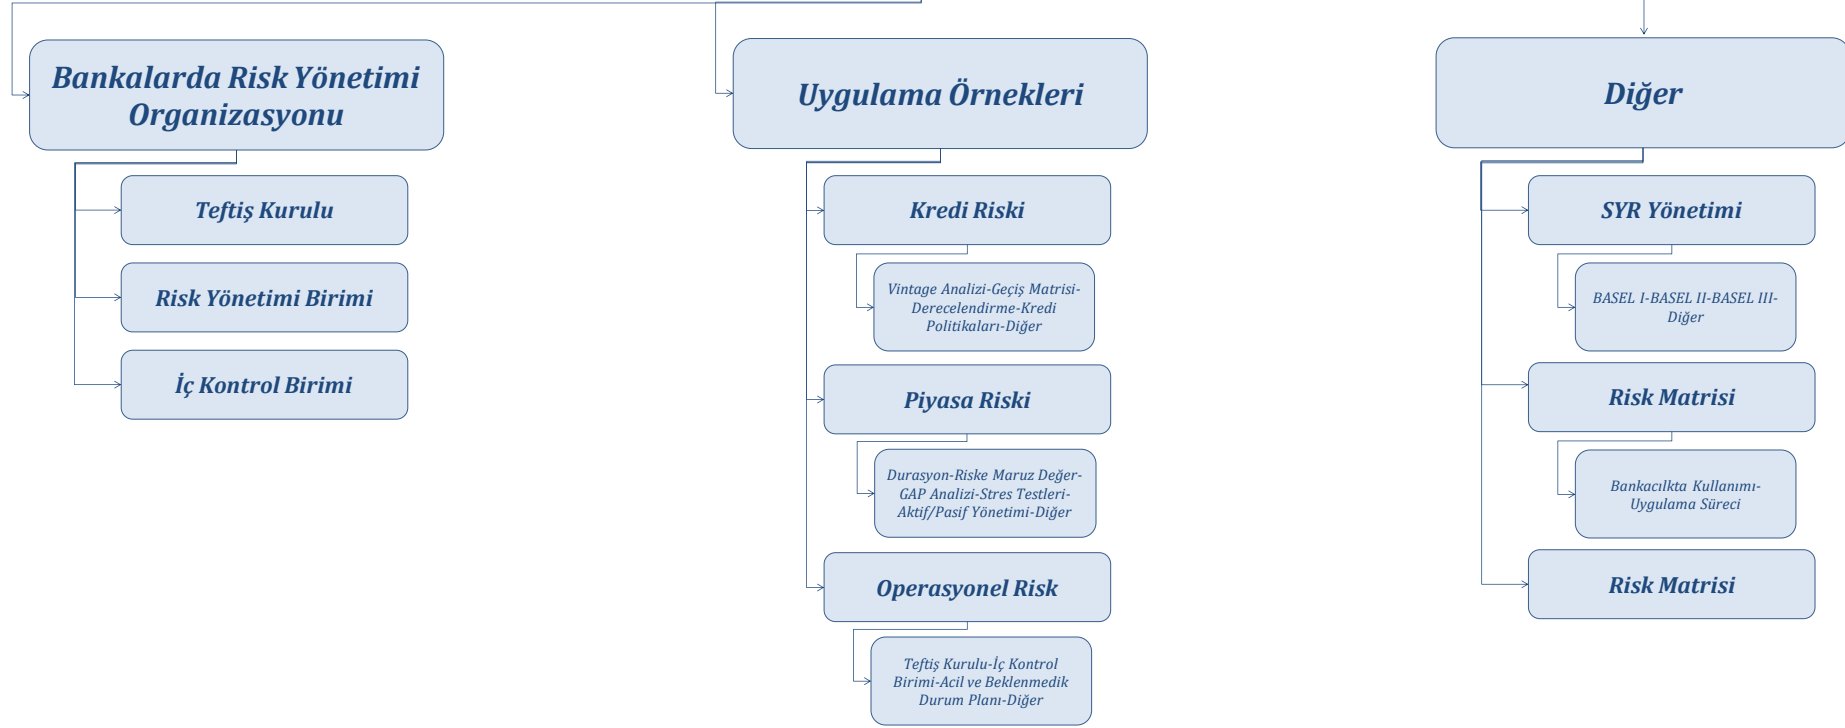 Bankalarda Risk Yönetimi
Organizasyonu
Teftiş Kurulu
Risk Yönetimi Birimi
İç Kontrol Birimi
Uygulama Örnekleri
Kredi Riski
Vintage Analizi-Geçiş Matrisi-
Derecelendirme-Kredi
Politikaları-Diğer
Piyasa Riski
Durasyon-Riske Maruz Değer-
GAP Analizi-Stres Testleri-
Aktif/Pasif Yönetimi-Diğer
Operasyonel Risk
Teftiş Kurulu-İç Kontrol
Birimi-Acil ve Beklenmedik
Durum Planı-Diğer
Diğer
SYR Yönetimi
BASEL I-BASEL II-BASEL III-
Diğer
Risk Matrisi
Bankacılkta Kullanımı-
Uygulama Süreci
Risk Matrisi